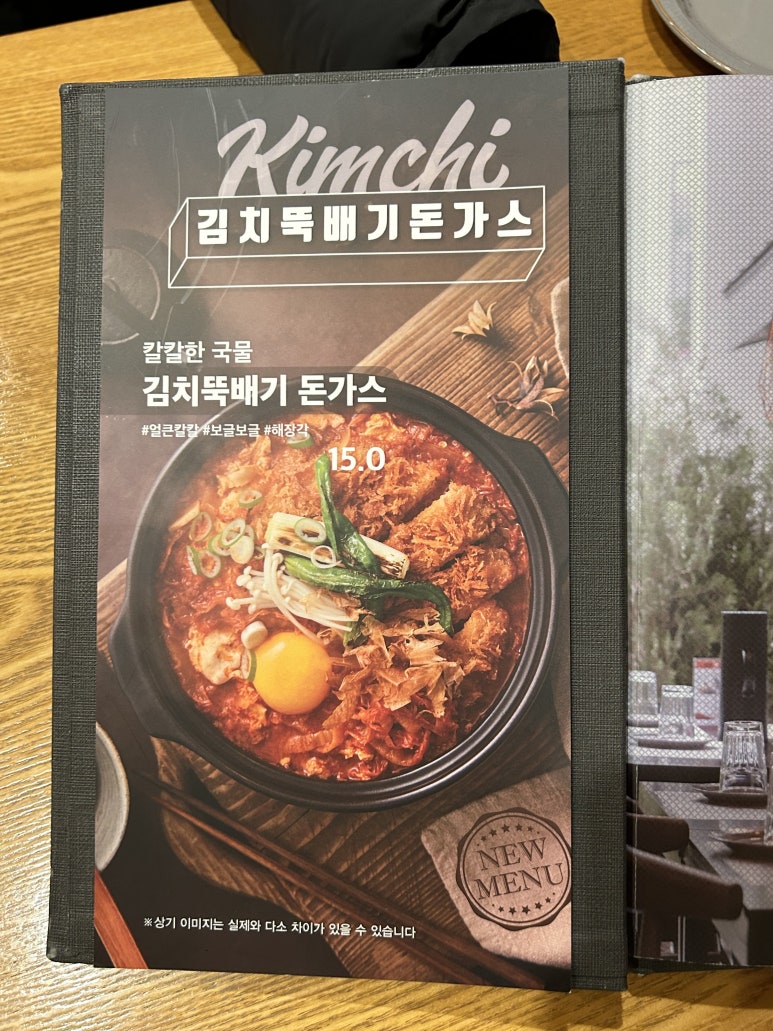 Kimchi
김치뚝배기돈가스
칼칼한 국물
김치뚝배기 돈가스
#얼큰칼칼 #보글보글 #해장각
15.0
NEW
MENU
※상기 이미지는 실제와 다소 차이가 있을 수 있습니다